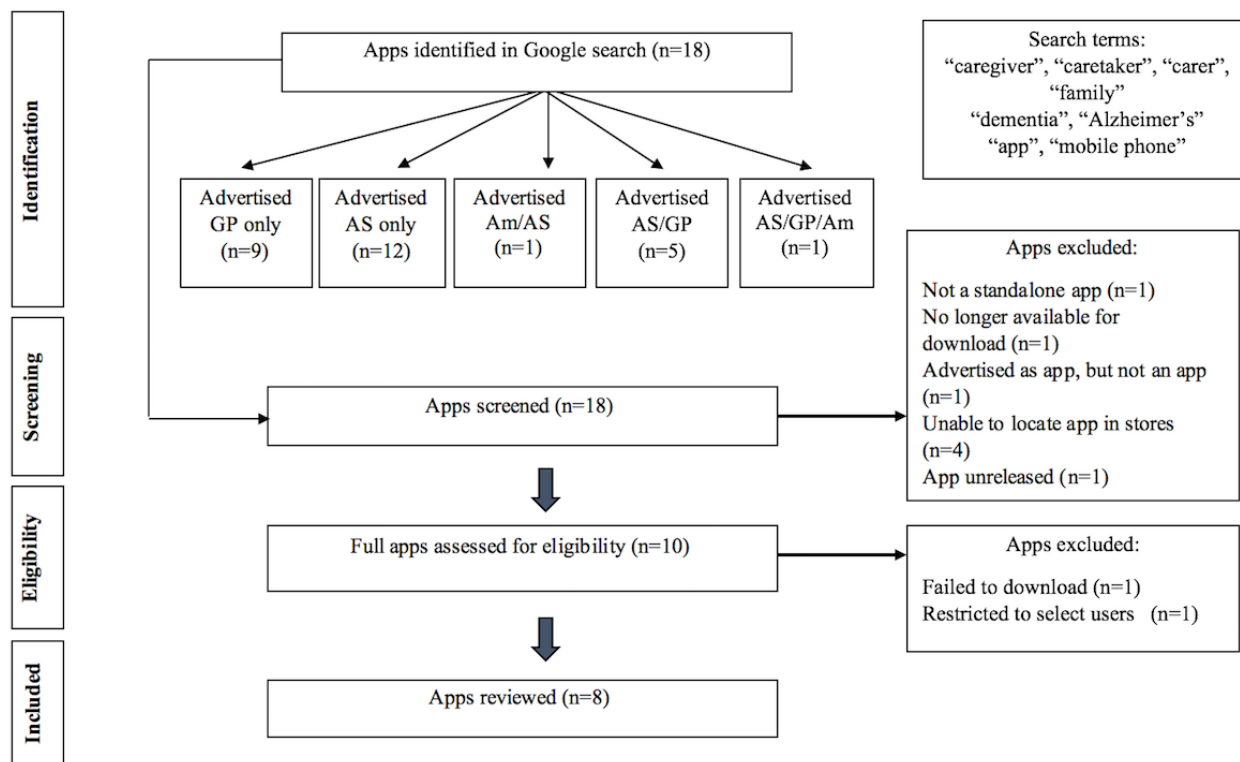 Identification
Apps identified in Google search (n=18)
Search terms:
“caregiver”, “caretaker”, “carer”,
“family”
“dementia”, “Alzheimer’s”
“app”, “mobile phone”
Advertised
GP only
(n=9)
Advertised
AS only
(n=12)
Advertised
Am/AS
(n=1)
Advertised
AS/GP
(n=5)
Advertised
AS/GP/Am
(n=1)
Screening
Apps screened (n=18)
Apps excluded:
Not a standalone app (n=1)
No longer available for
download (n=1)
Advertised as app, but not an app
(n=1)
Unable to locate app in stores
(n=4)
App unreleased (n=1)
Eligibility
Full apps assessed for eligibility (n=10)
Apps excluded:
Failed to download (n=1)
Restricted to select users (n=1)
Included
Apps reviewed (n=8)